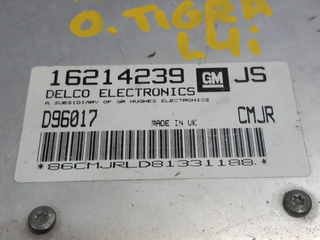 O. TIGRA
1.4i
16214239 GM JS
DELCO ELECTRONICS
A SUBSIDIARY OF GM HUGHES ELECTRONICS
D96017 MADE IN UK CMJR
*86CMJRLD81331188.*